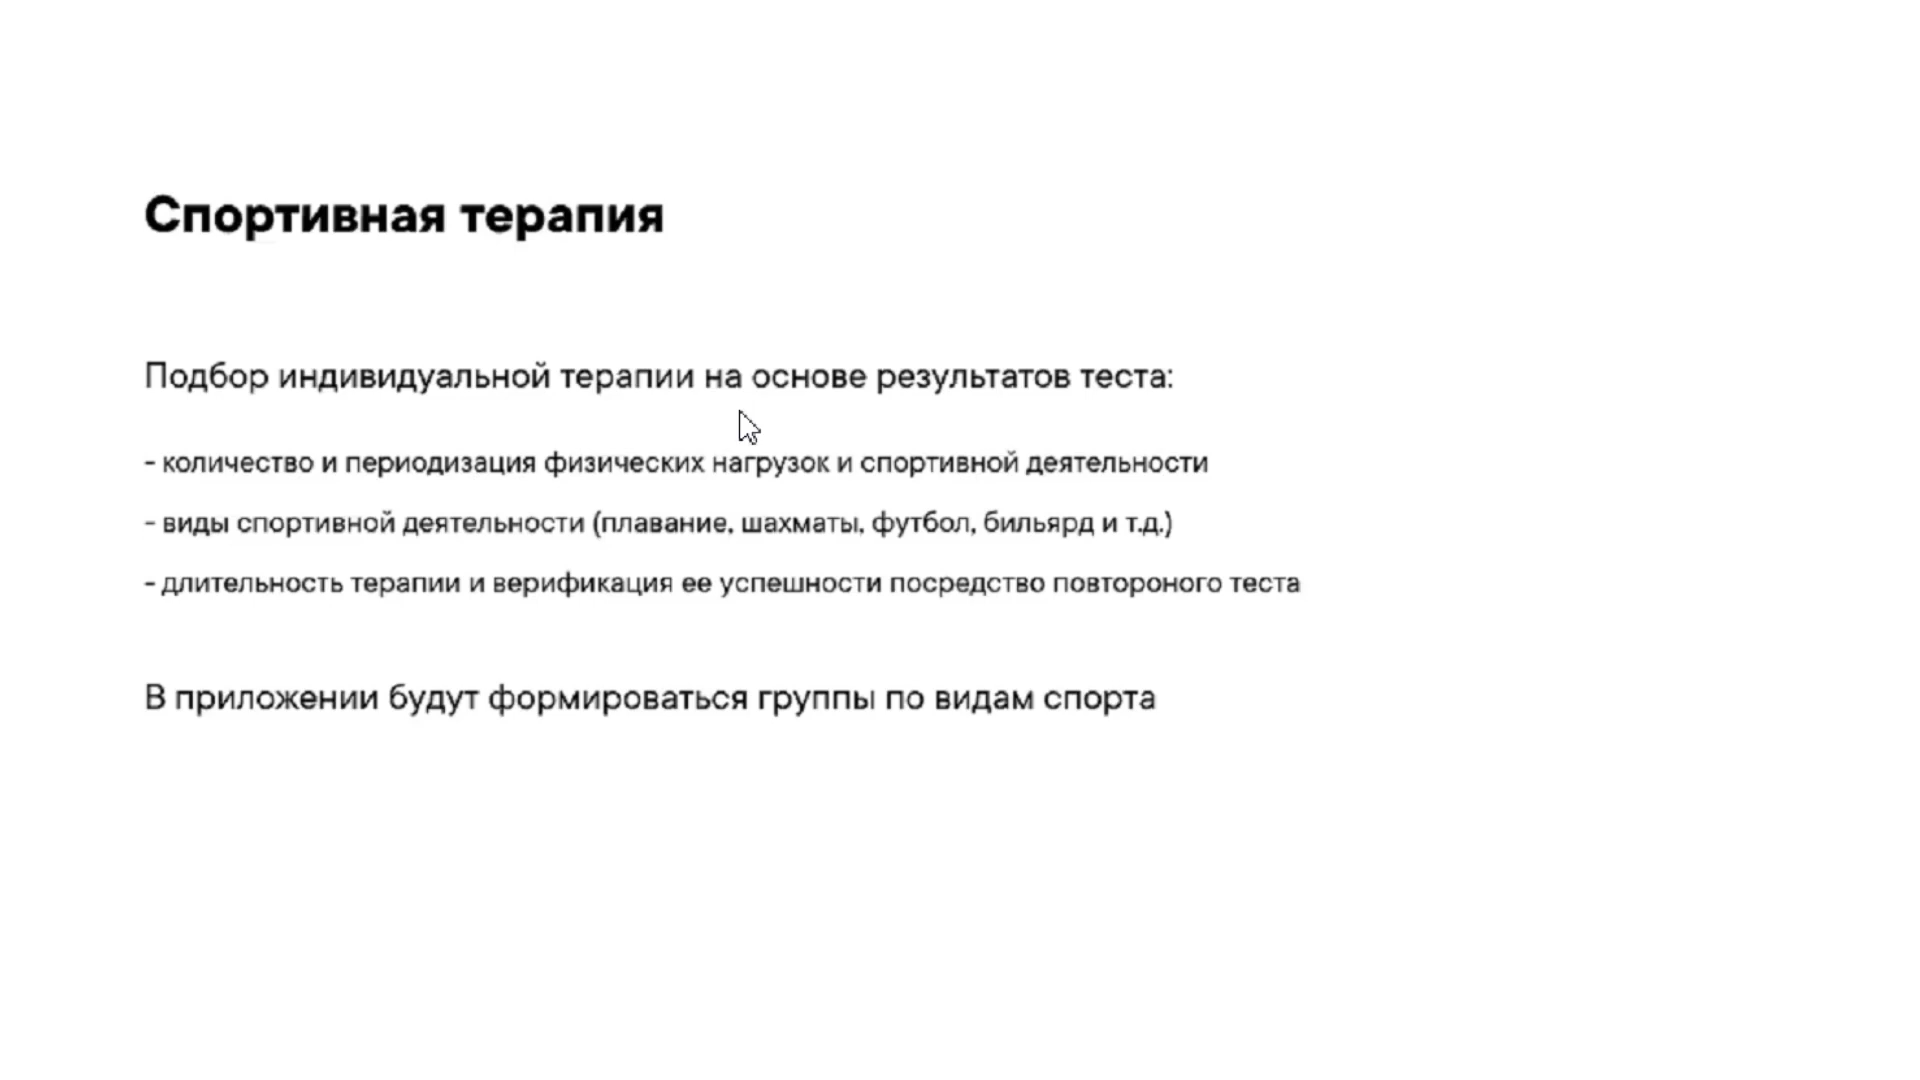 Спортивная терапия
Подбор индивидуальной терапии на основе результатов теста:
- количество и периодизация физических нагрузок и спортивной деятельности
- виды спортивной деятельности (плавание, шахматы, футбол, бильярд и т.д.)
- длительность терапии и верификация ее успешности посредство повтороного теста
В приложении будут формироваться группы по видам спорта